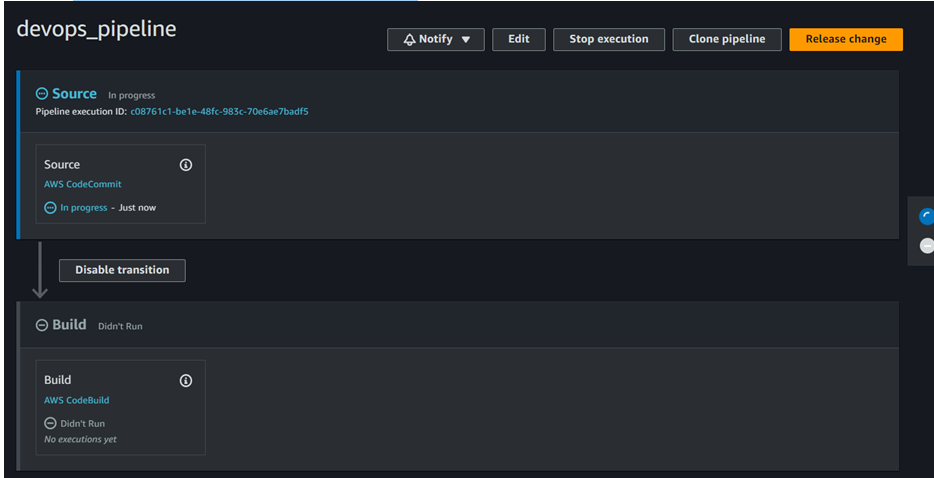 devops_pipeline
Notify
Edit
Stop execution
Clone pipeline
Release change
Source In progress
Pipeline execution ID: c08761c1-be1e-48fc-983c-70e6ae7badf5
Source
AWS CodeCommit
In progress - Just now
Disable transition
Build Didn't Run
Build
AWS CodeBuild
Didn't Run
No executions yet